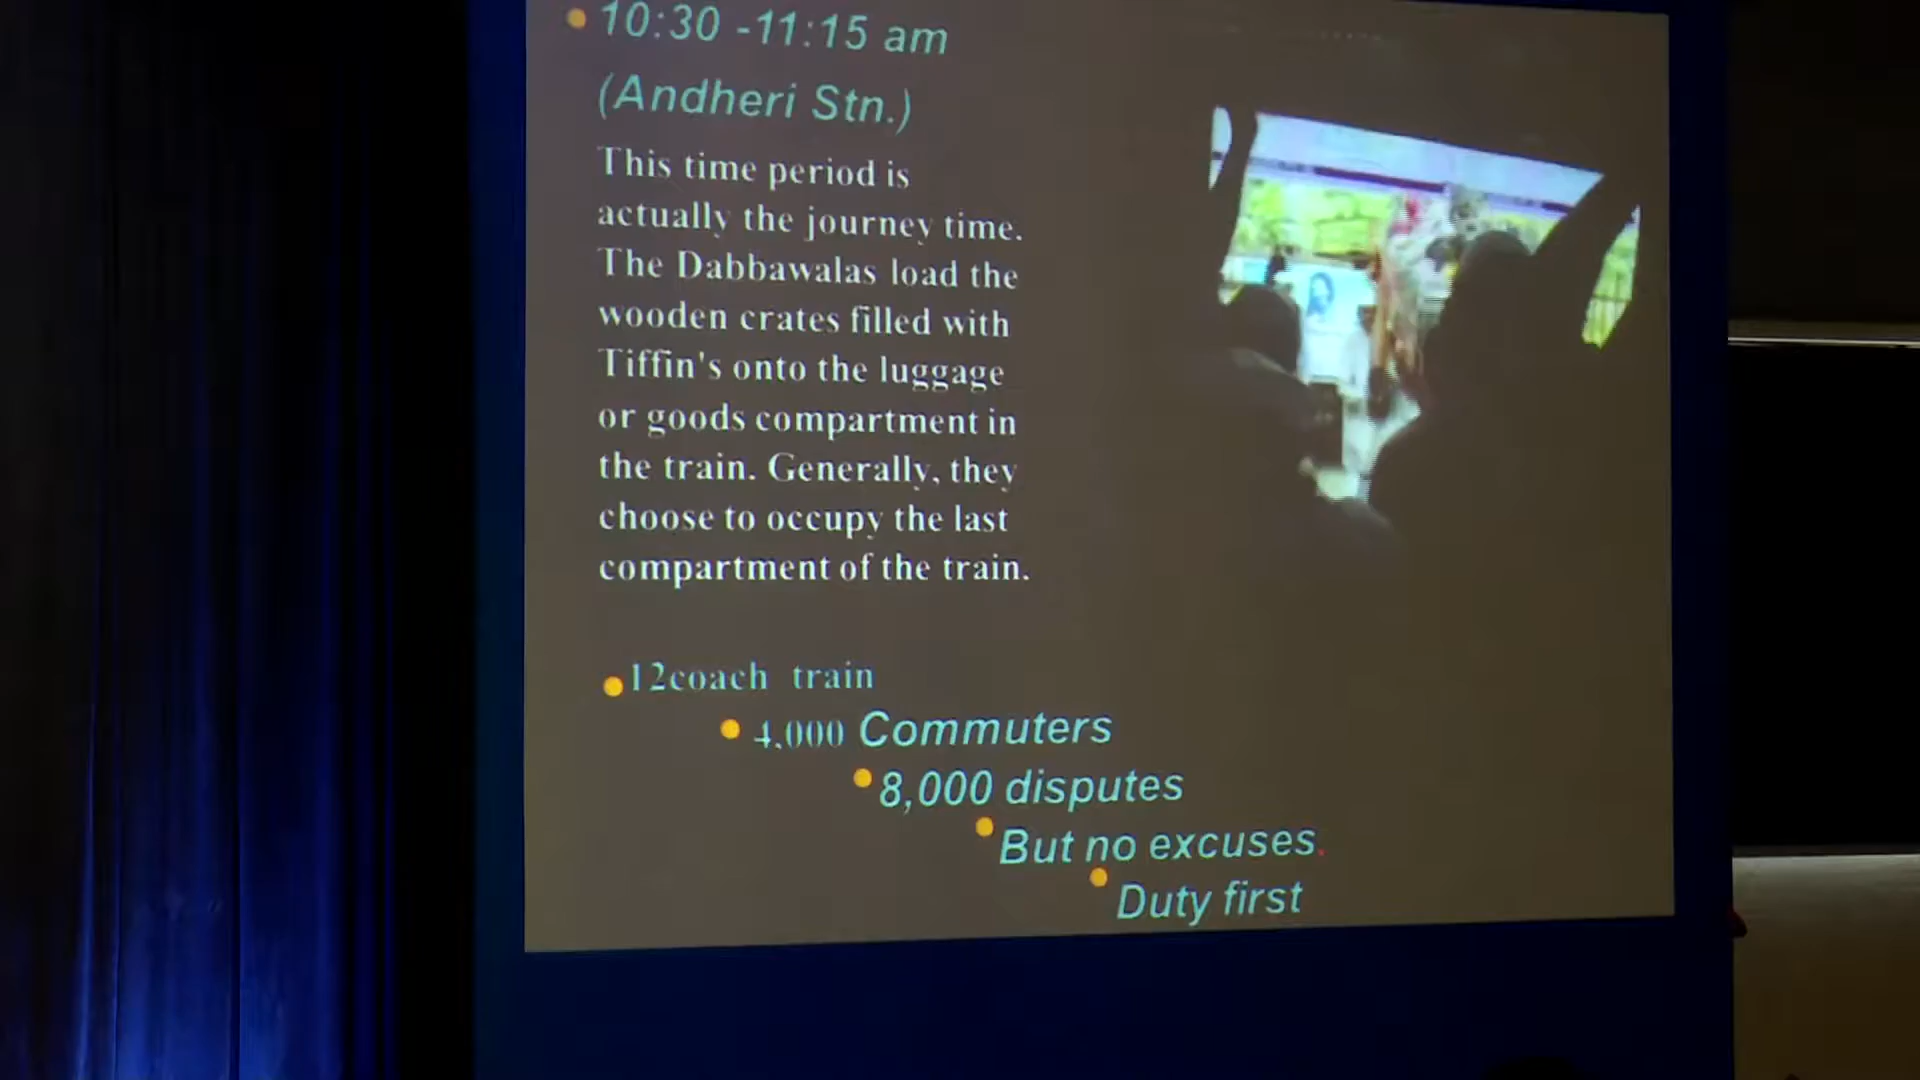 10:30 -11:15 am
(Andheri Stn.)
This time period is
actually the journey time.
The Dabbawalas load the
wooden crates filled with
Tiffin's onto the luggage
or goods compartment in
the train. Generally, they
choose to occupy the last
compartment of the train.
12coach train
4,000 Commuters
8,000 disputes
But no excuses.
Duty first